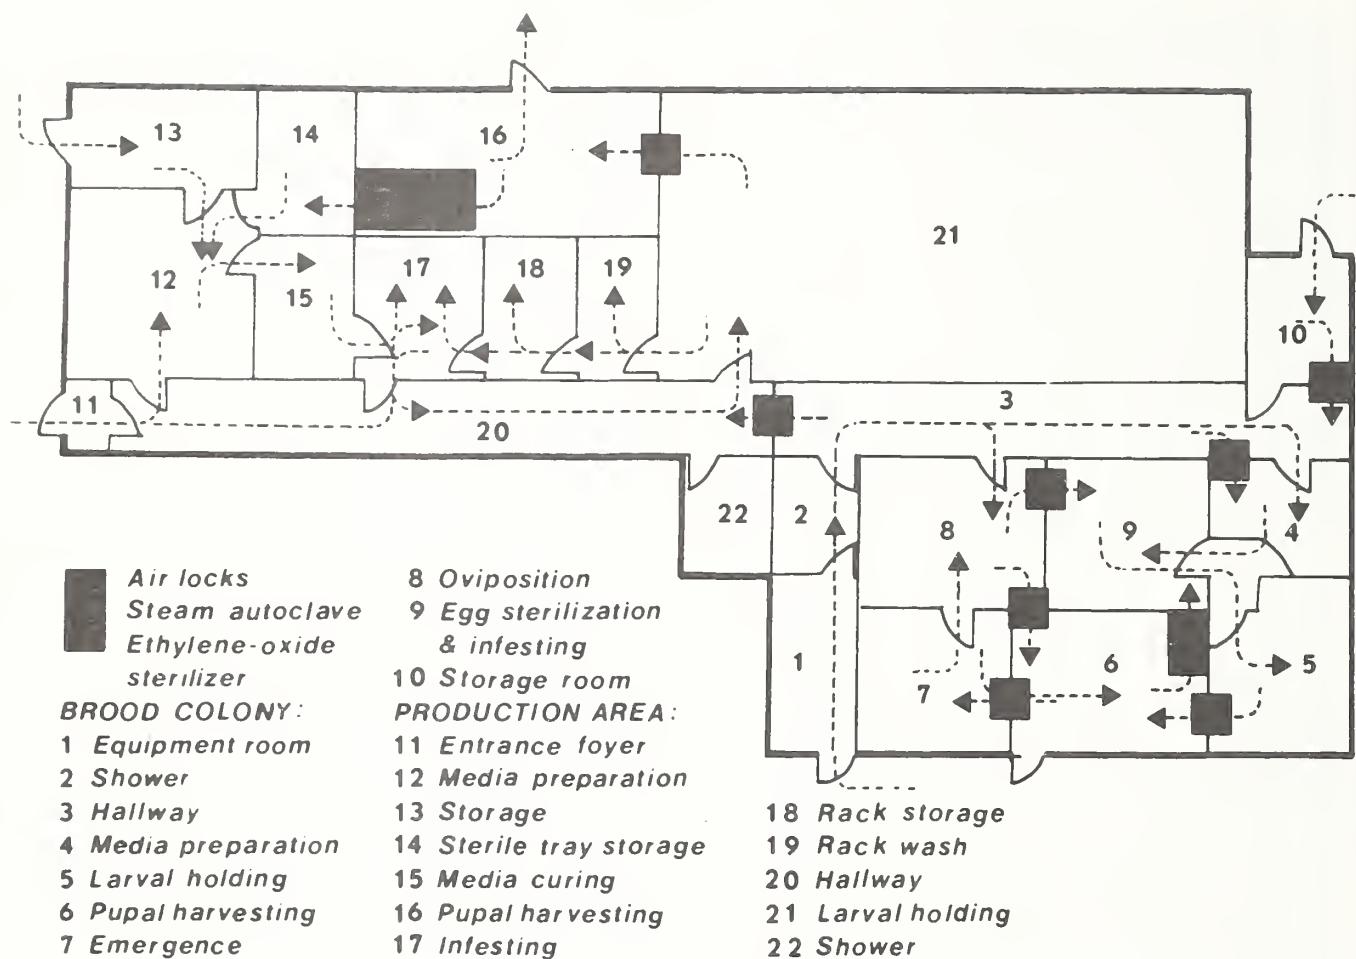 13
14
16
21
12
15
17
18
19
10
11
20
3
22
2
8
9
4
1
7
6
5
Air locks
Steam autoclave
Ethylene-oxide
sterilizer
BROOD COLONY:
1 Equipment room
2 Shower
3 Hallway
4 Media preparation
5 Larval holding
6 Pupal harvesting
7 Emergence
8 Oviposition
9 Egg sterilization
& infesting
10 Storage room
PRODUCTION AREA:
11 Entrance foyer
12 Media preparation
13 Storage
14 Sterile tray storage
15 Media curing
16 Pupal harvesting
17 Infesting
18 Rack storage
19 Rack wash
20 Hallway
21 Larval holding
22 Shower